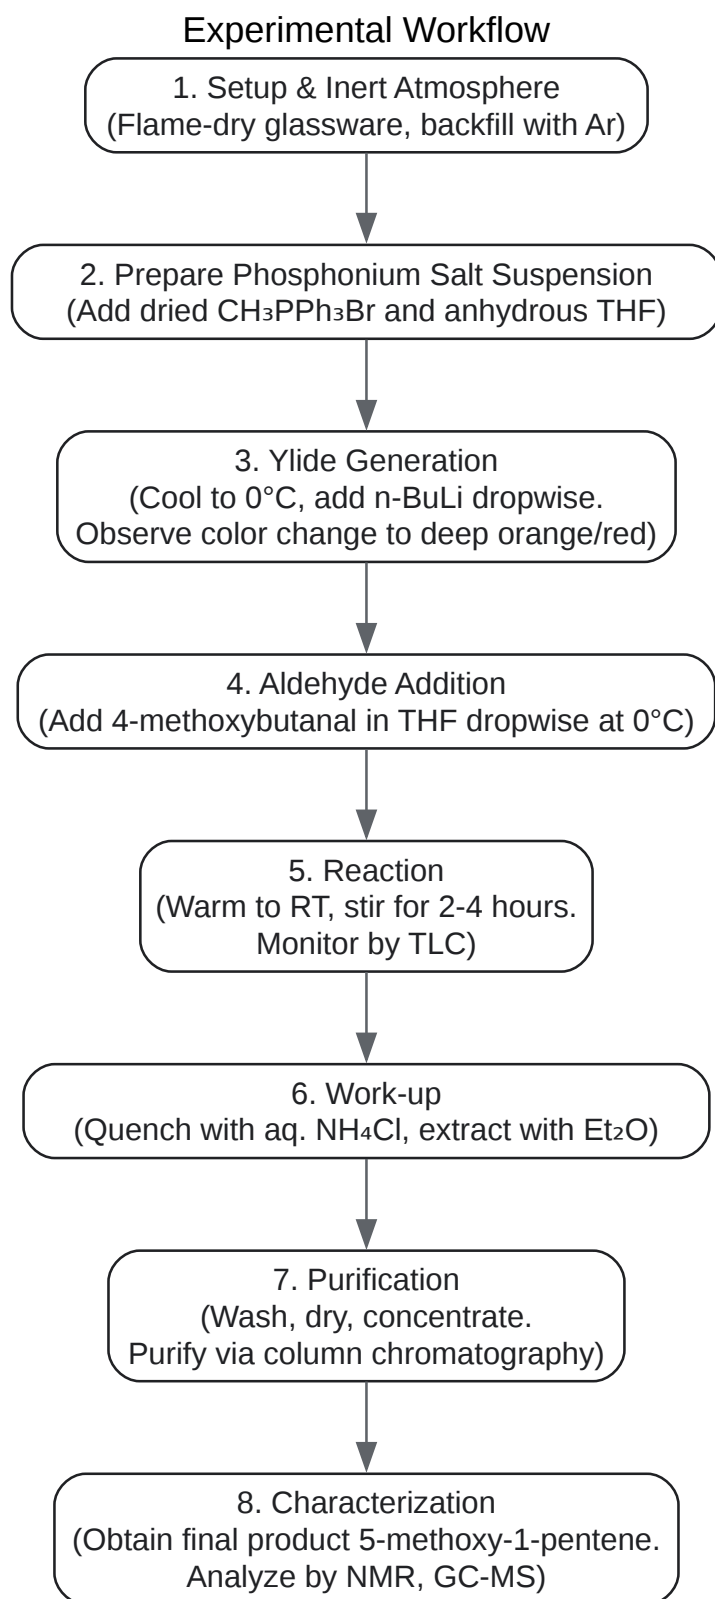 Experimental Workflow
1. Setup & Inert Atmosphere
(Flame-dry glassware, backfill with Ar)
2. Prepare Phosphonium Salt Suspension
(Add dried CH₃PPh₃Br and anhydrous THF)
3. Ylide Generation
(Cool to 0°C, add n-BuLi dropwise.
Observe color change to deep orange/red)
4. Aldehyde Addition
(Add 4-methoxybutanal in THF dropwise at 0°C)
5. Reaction
(Warm to RT, stir for 2-4 hours.
Monitor by TLC)
6. Work-up
(Quench with aq. NH₄Cl, extract with Et₂O)
7. Purification
(Wash, dry, concentrate.
Purify via column chromatography)
8. Characterization
(Obtain final product 5-methoxy-1-pentene.
Analyze by NMR, GC-MS)